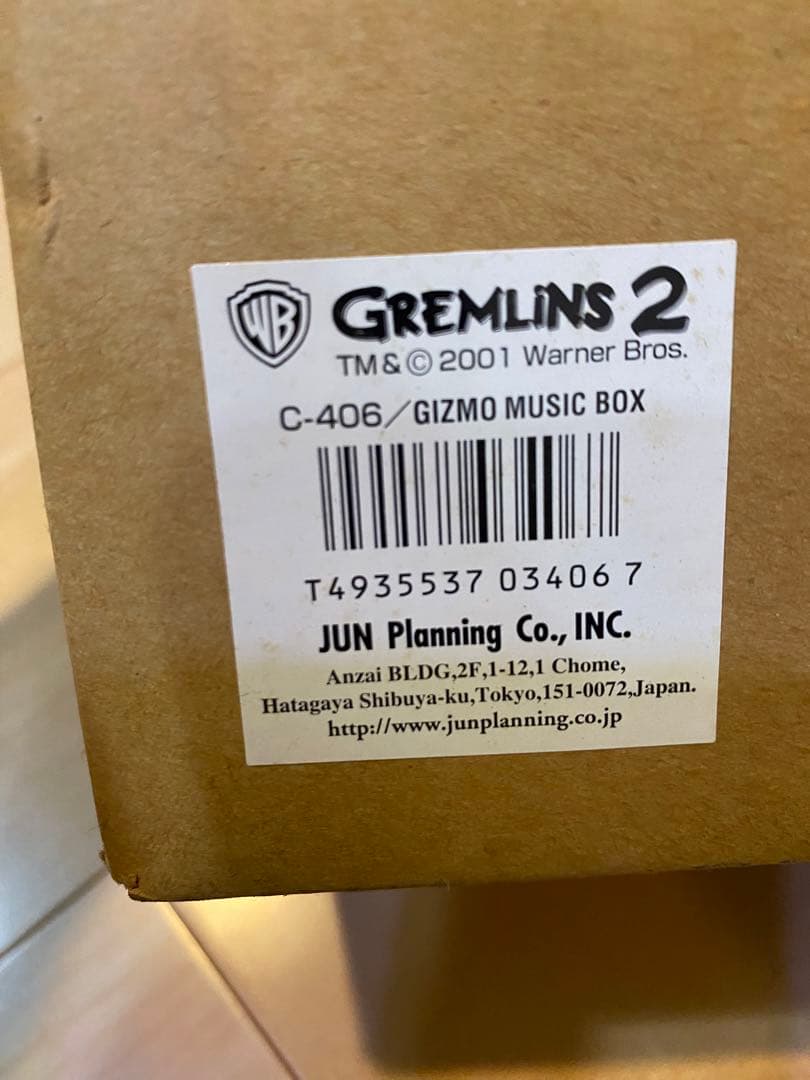 WB GREMLiNS 2
TM&© 2001 Warner Bros.
C-406/GIZMO MUSIC BOX
T4935537 03406 7
JUN Planning Co., INC.
Anzai BLDG,2F,1-12,1 Chome,
Hatagaya Shibuya-ku,Tokyo,151-0072,Japan.
http://www.junplanning.co.jp